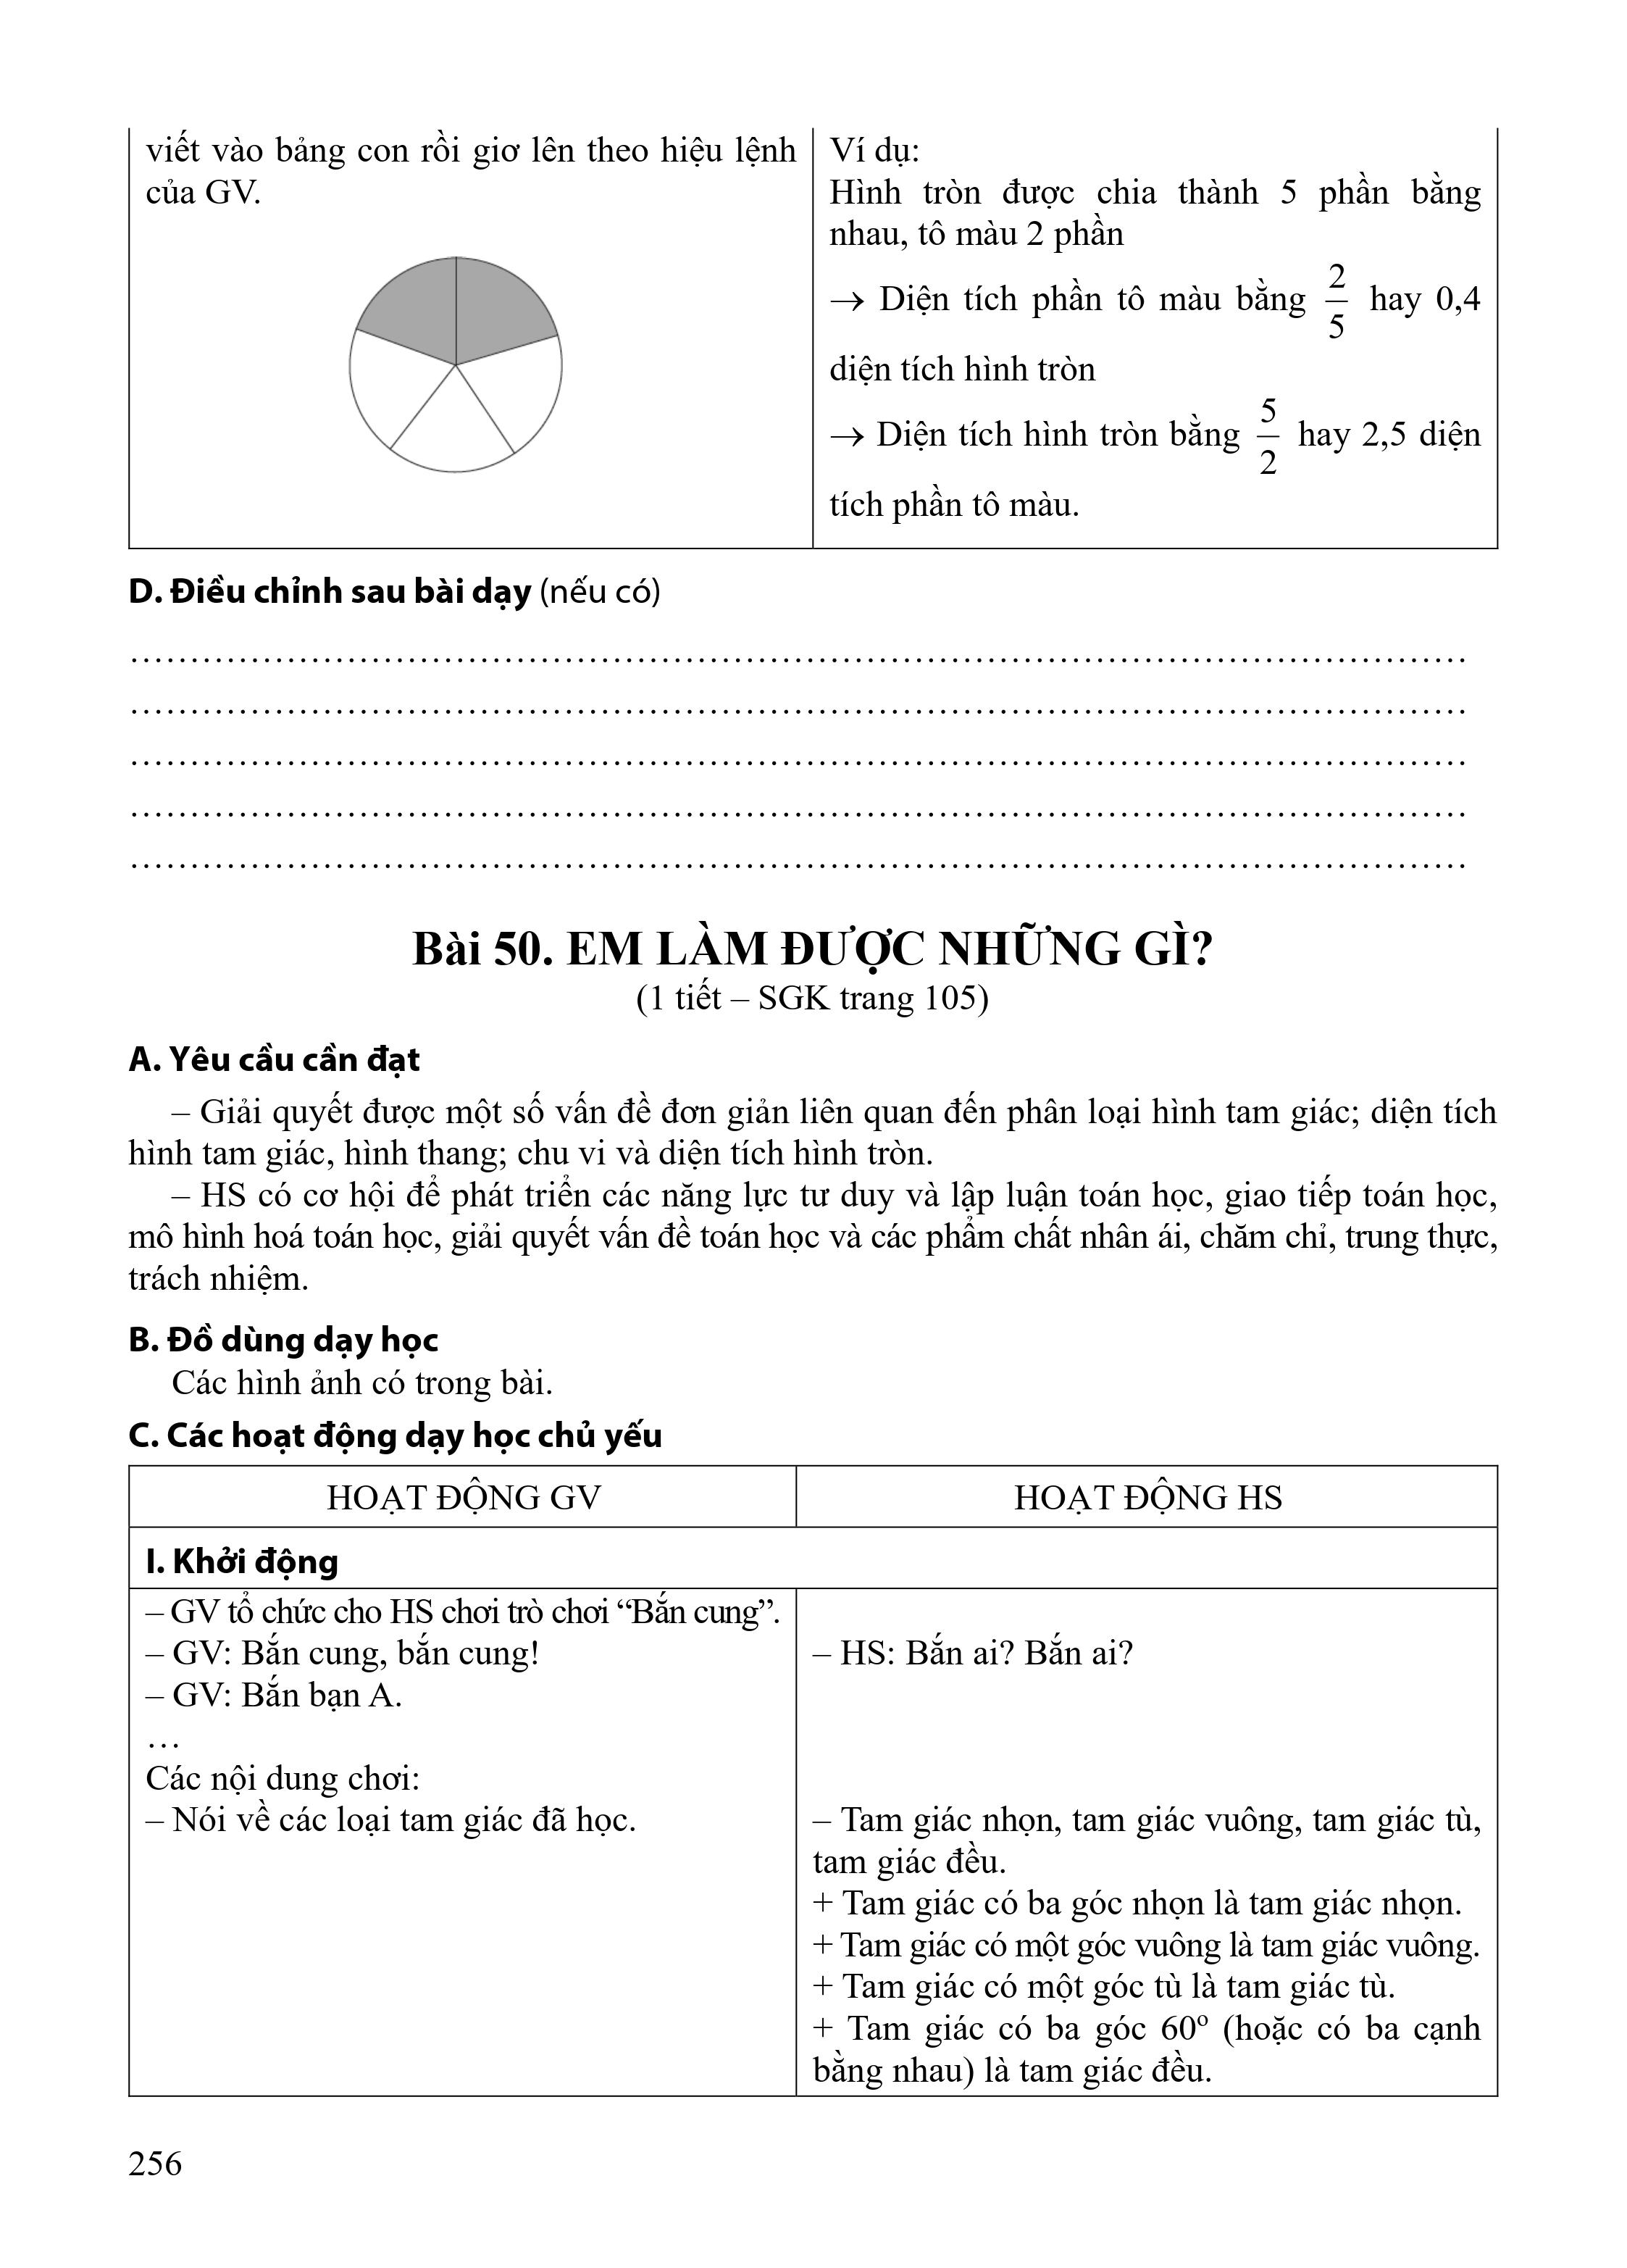 viết vào bảng con rồi giơ lên theo hiệu lệnh
của GV.
Ví dụ:
Hình tròn được chia thành 5 phần bằng
nhau, tô màu 2 phần
→ Diện tích phần tô màu bằng 2/5 hay 0,4
diện tích hình tròn
→ Diện tích hình tròn bằng 5/2 hay 2,5 diện
tích phần tô màu.
D. Điều chỉnh sau bài dạy (nếu có)
……………………………………………………………………………………………………
……………………………………………………………………………………………………
……………………………………………………………………………………………………
……………………………………………………………………………………………………
……………………………………………………………………………………………………
Bài 50. EM LÀM ĐƯỢC NHỮNG GÌ?
(1 tiết – SGK trang 105)
A. Yêu cầu cần đạt
– Giải quyết được một số vấn đề đơn giản liên quan đến phân loại hình tam giác; diện tích
hình tam giác, hình thang; chu vi và diện tích hình tròn.
– HS có cơ hội để phát triển các năng lực tư duy và lập luận toán học, giao tiếp toán học,
mô hình hoá toán học, giải quyết vấn đề toán học và các phẩm chất nhân ái, chăm chỉ, trung thực,
trách nhiệm.
B. Đồ dùng dạy học
Các hình ảnh có trong bài.
C. Các hoạt động dạy học chủ yếu
HOẠT ĐỘNG GV
HOẠT ĐỘNG HS
I. Khởi động
– GV tổ chức cho HS chơi trò chơi “Bắn cung”.
– GV: Bắn cung, bắn cung!
– GV: Bắn bạn A.
…
Các nội dung chơi:
– Nói về các loại tam giác đã học.
– HS: Bắn ai? Bắn ai?
– Tam giác nhọn, tam giác vuông, tam giác tù,
tam giác đều.
+ Tam giác có ba góc nhọn là tam giác nhọn.
+ Tam giác có một góc vuông là tam giác vuông.
+ Tam giác có một góc tù là tam giác tù.
+ Tam giác có ba góc 60º (hoặc có ba cạnh
bằng nhau) là tam giác đều.
256